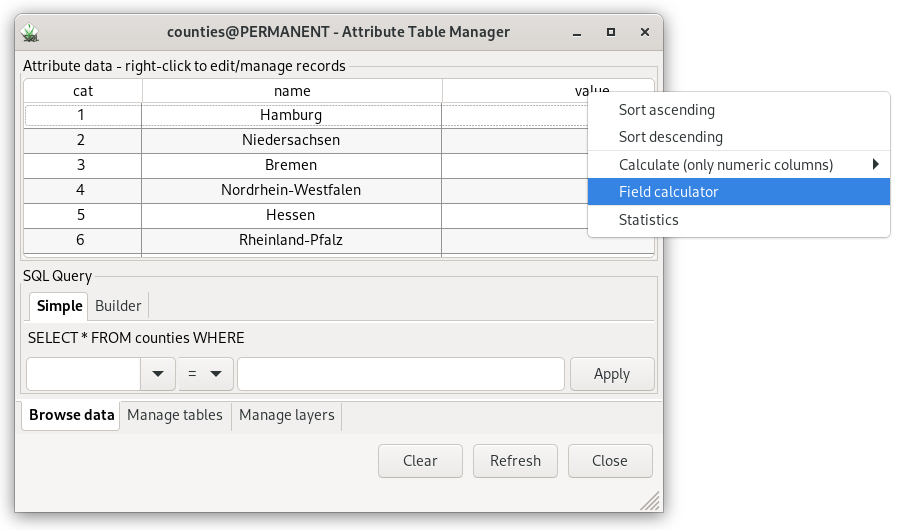 counties@PERMANENT - Attribute Table Manager
Attribute data - right-click to edit/manage records
cat name value
1 Hamburg
2 Niedersachsen
3 Bremen
4 Nordrhein-Westfalen
5 Hessen
6 Rheinland-Pfalz
Sort ascending
Sort descending
Calculate (only numeric columns)
Field calculator
Statistics
SQL Query
Simple Builder
SELECT * FROM counties WHERE
= Apply
Browse data Manage tables Manage layers
Clear Refresh Close